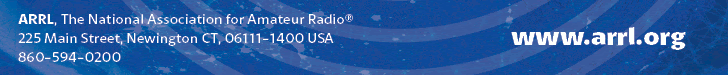 ARRL, The National Association for Amateur Radio®
225 Main Street, Newington CT, 06111-1400 USA
860-594-0200
www.arrl.org